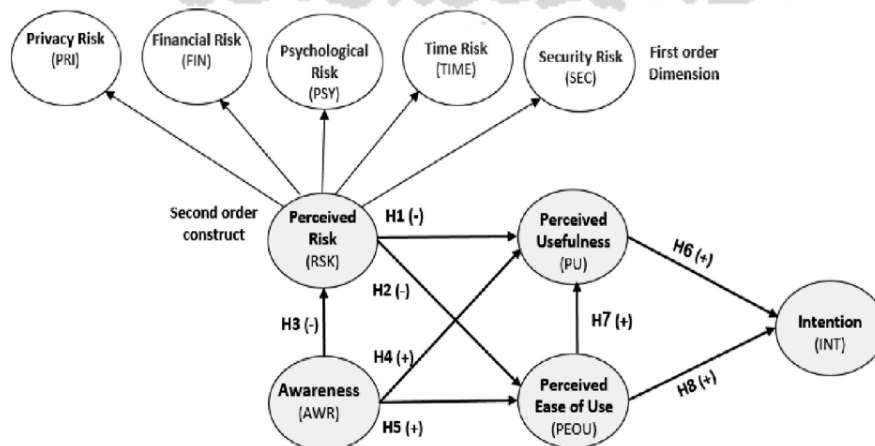 Privacy Risk
(PRI)
Financial Risk
(FIN)
Psychological
Risk
(PSY)
Time Risk
(TIME)
Security Risk
(SEC)
First order
Dimension
Second order
construct
Perceived
Risk
(RSK)
H1 (-)
Perceived
Usefulness
(PU)
H6 (+)
H2 (-)
H3 (-)
H7 (+)
Intention
(INT)
H4 (+)
Awareness
(AWR)
H5 (+)
Perceived
Ease of Use
(PEOU)
H8 (+)